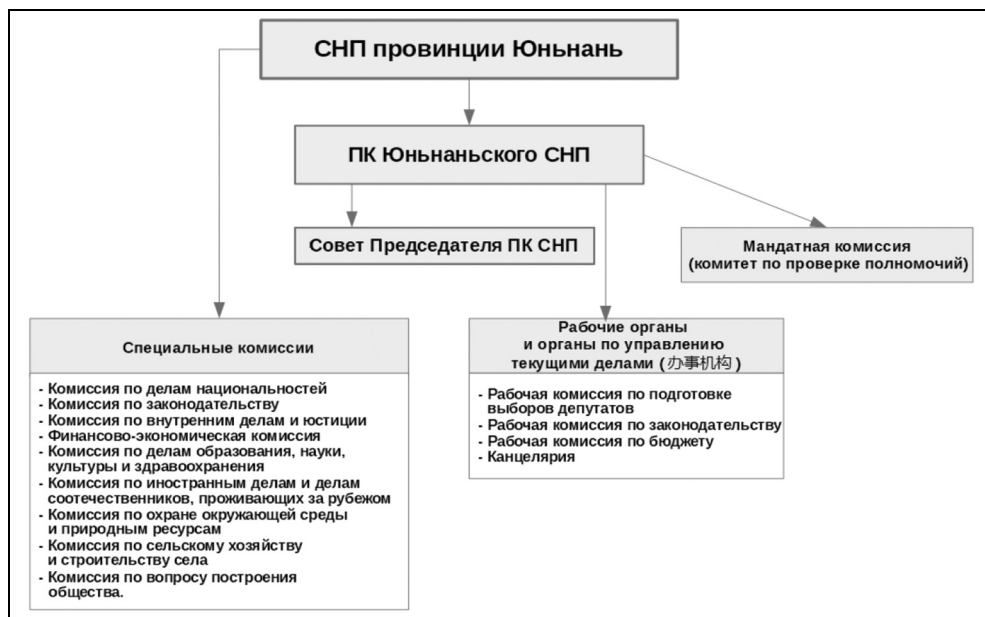 СНП провинции Юньнань
ПК Юньнаньского СНП
Совет Председателя ПК СНП
Мандатная комиссия
(комитет по проверке полномочий)
Специальные комиссии
- Комиссия по делам национальностей
- Комиссия по законодательству
- Комиссия по внутренним делам и юстиции
- Финансово-экономическая комиссия
- Комиссия по делам образования, науки,
культуры и здравоохранения
- Комиссия по иностранным делам и делам
соотечественников, проживающих за рубежом
- Комиссия по охране окружающей среды
и природным ресурсам
- Комиссия по сельскому хозяйству
и строительству села
- Комиссия по вопросу построения
общества.
Рабочие органы
и органы по управлению
текущими делами (办事机构)
- Рабочая комиссия по подготовке
выборов депутатов
- Рабочая комиссия по законодательству
- Рабочая комиссия по бюджету
- Канцелярия